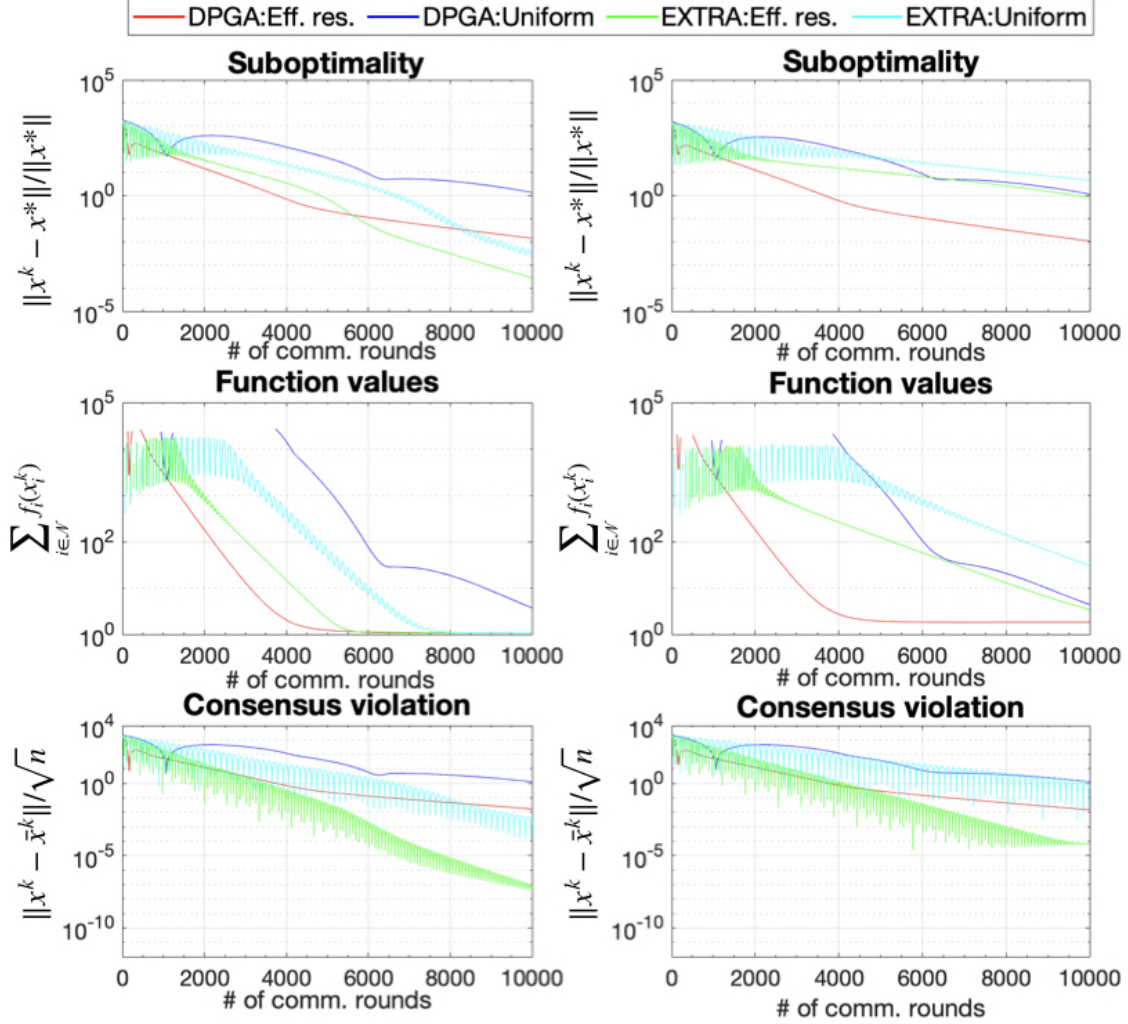 DPGA:Eff. res. DPGA:Uniform EXTRA:Eff. res. EXTRA:Uniform
Suboptimality
‖x^k − x*‖/‖x*‖
10^5
10^0
10^-5
0 2000 4000 6000 8000 10000
# of comm. rounds
Suboptimality
‖x^k − x*‖/‖x*‖
10^5
10^0
10^-5
0 2000 4000 6000 8000 10000
# of comm. rounds
Function values
∑_{i∈𝒩} f_i(x_i^k)
10^5
10^2
10^0
0 2000 4000 6000 8000 10000
# of comm. rounds
Function values
∑_{i∈𝒩} f_i(x_i^k)
10^5
10^2
10^0
0 2000 4000 6000 8000 10000
# of comm. rounds
Consensus violation
‖x^k − x̄^k‖/√n
10^4
10^0
10^-5
10^-10
0 2000 4000 6000 8000 10000
# of comm. rounds
Consensus violation
‖x^k − x̄^k‖/√n
10^4
10^0
10^-5
10^-10
0 2000 4000 6000 8000 10000
# of comm. rounds